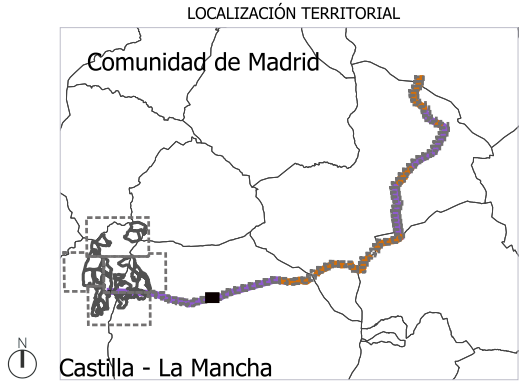 LOCALIZACIÓN TERRITORIAL
Comunidad de Madrid
N
Castilla - La Mancha